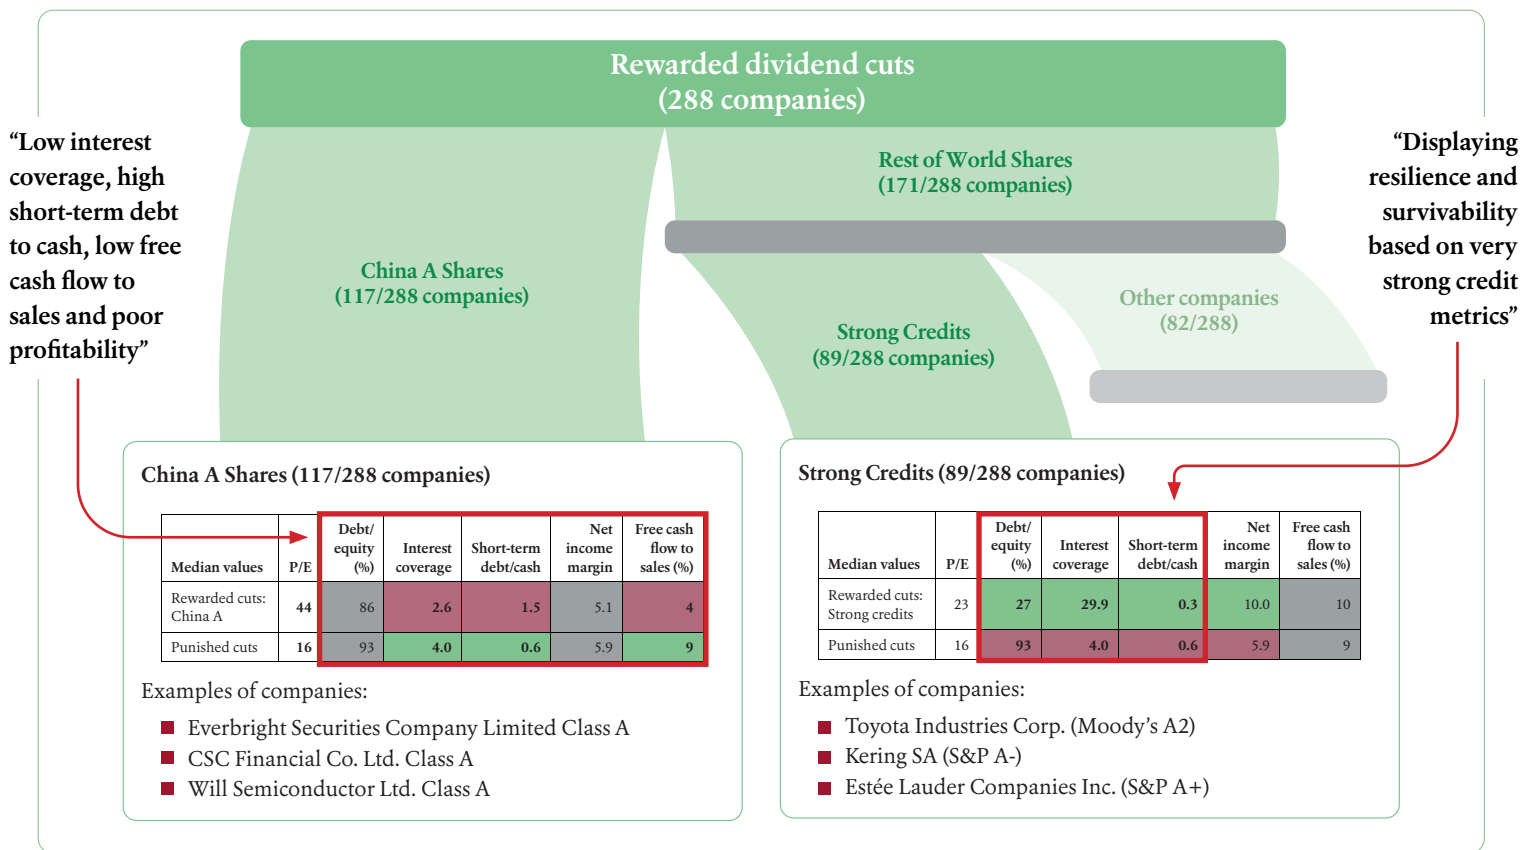 Rewarded dividend cuts
(288 companies)
“Low interest
coverage, high
short-term debt
to cash, low free
cash flow to
sales and poor
profitability”
“Displaying
resilience and
survivability
based on very
strong credit
metrics”
Rest of World Shares
(171/288 companies)
China A Shares
(117/288 companies)
Other companies
(82/288)
Strong Credits
(89/288 companies)
China A Shares (117/288 companies)
Median values P/E Debt/ equity (%) Interest coverage Short-term debt/cash Net income margin Free cash flow to sales (%)
Rewarded cuts: China A 44 86 2.6 1.5 5.1 4
Punished cuts 16 93 4.0 0.6 5.9 9
Examples of companies:
Everbright Securities Company Limited Class A
CSC Financial Co. Ltd. Class A
Will Semiconductor Ltd. Class A
Strong Credits (89/288 companies)
Median values P/E Debt/ equity (%) Interest coverage Short-term debt/cash Net income margin Free cash flow to sales (%)
Rewarded cuts: Strong credits 23 27 29.9 0.3 10.0 10
Punished cuts 16 93 4.0 0.6 5.9 9
Examples of companies:
Toyota Industries Corp. (Moody’s A2)
Kering SA (S&P A-)
Estée Lauder Companies Inc. (S&P A+)